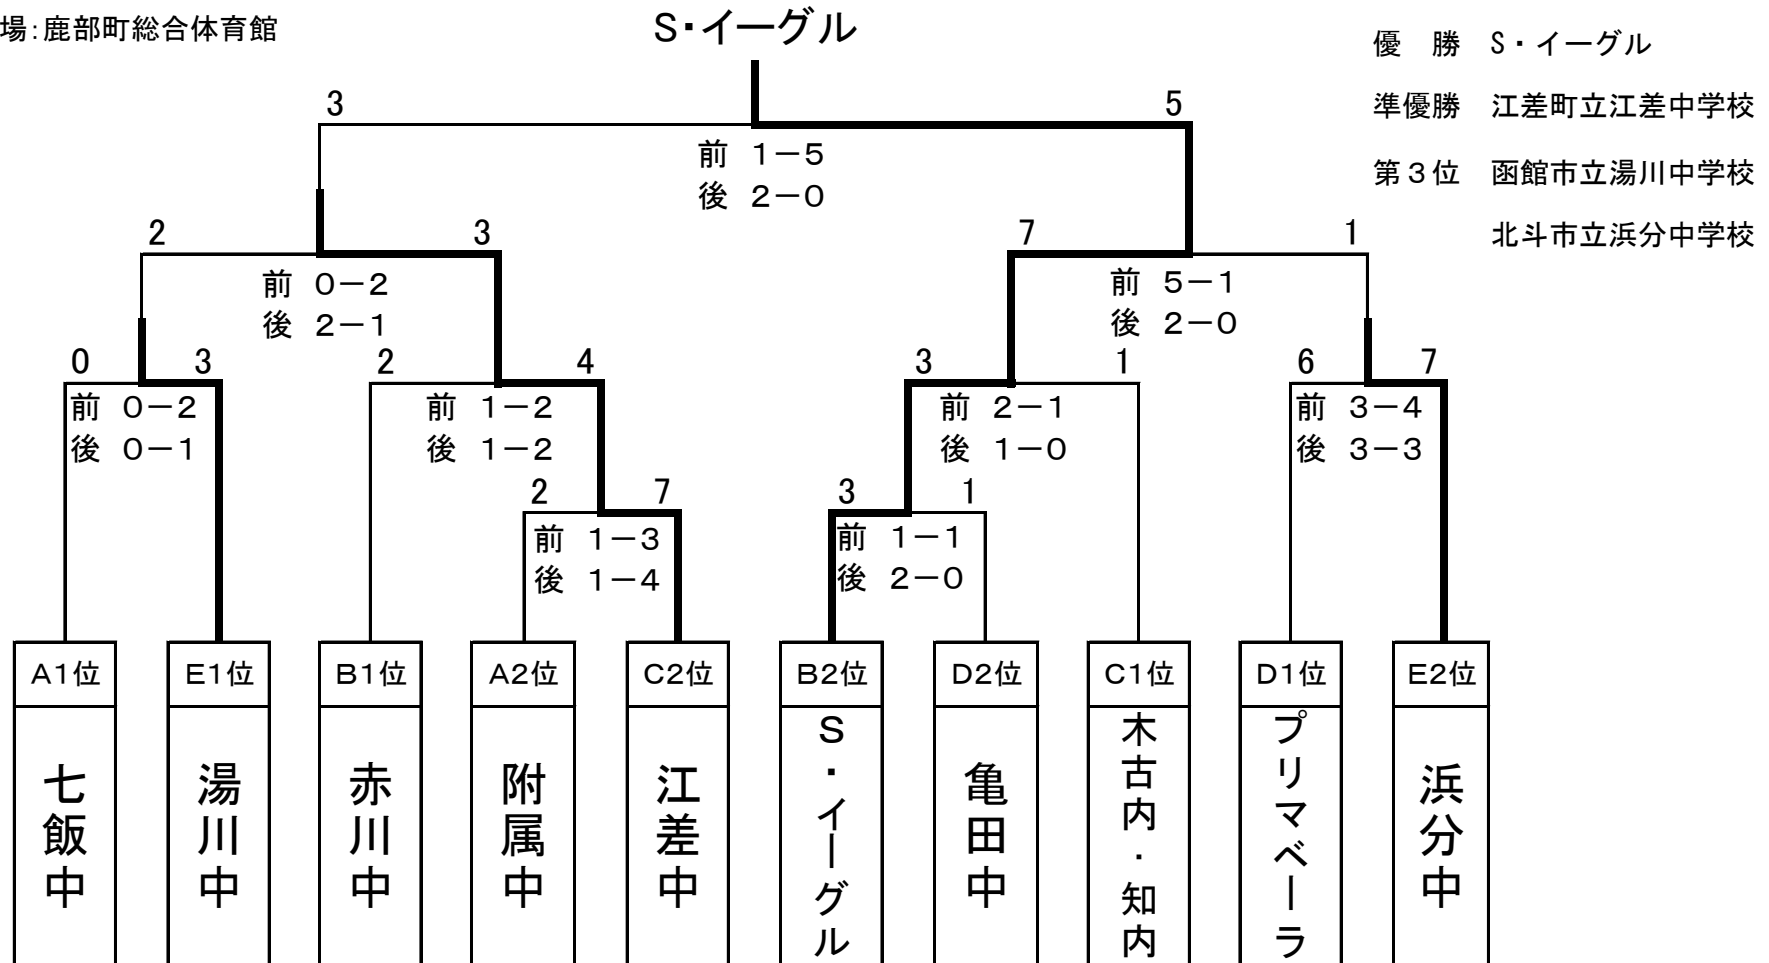 場：鹿部町総合体育館
S・イーグル
優　勝　S・イーグル
準優勝　江差町立江差中学校
第３位　函館市立湯川中学校
北斗市立浜分中学校
3 5
前 1－5
後 2－0
2 3 7 1
前 0－2 前 5－1
後 2－1 後 2－0
0 3 2 4 3 1 6 7
前 0－2 前 1－2 前 2－1 前 3－4
後 0－1 後 1－2 後 1－0 後 3－3
2 7 3 1
前 1－3 前 1－1
後 1－4 後 2－0
A1位 E1位 B1位 A2位 C2位 B2位 D2位 C1位 D1位 E2位
七飯中
湯川中
赤川中
附属中
江差中
S・イーグル
亀田中
木古内・知内
プリマベーラ
浜分中